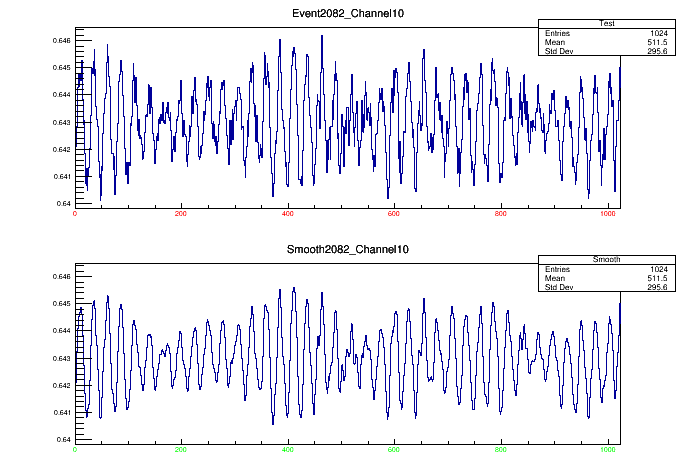 Event2082_Channel10
Test
Entries 1024
Mean 511.5
Std Dev 295.6
0.646
0.645
0.644
0.643
0.642
0.641
0.64
0 200 400 600 800 1000
Smooth2082_Channel10
Smooth
Entries 1024
Mean 511.5
Std Dev 295.6
0.646
0.645
0.644
0.643
0.642
0.641
0.64
0 200 400 600 800 1000